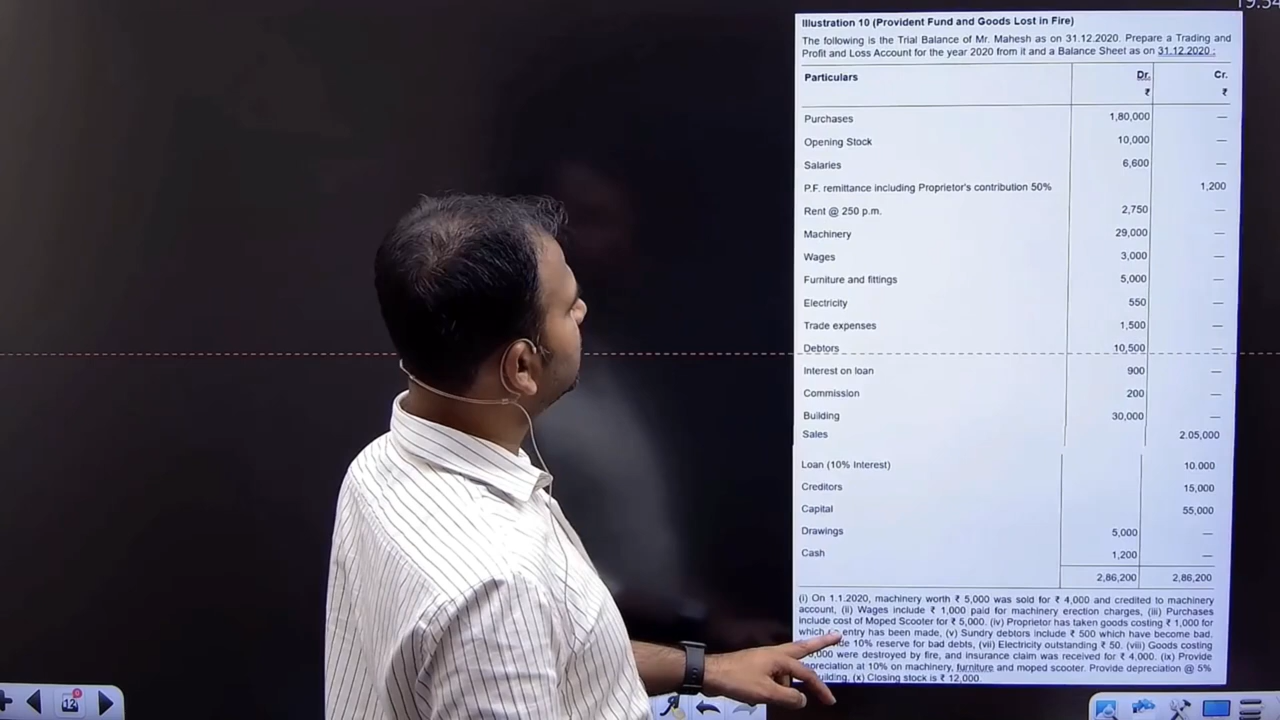 Illustration 10 (Provident Fund and Goods Lost in Fire)
The following is the Trial Balance of Mr. Mahesh as on 31.12.2020. Prepare a Trading and
Profit and Loss Account for the year 2020 from it and a Balance Sheet as on 31.12.2020 :
Particulars Dr. Cr.
₹ ₹
Purchases 1,80,000 —
Opening Stock 10,000 —
Salaries 6,600 —
P.F. remittance including Proprietor's contribution 50% 1,200
Rent @ 250 p.m. 2,750 —
Machinery 29,000 —
Wages 3,000 —
Furniture and fittings 5,000 —
Electricity 550 —
Trade expenses 1,500 —
Debtors 10,500 —
Interest on loan 900 —
Commission 200 —
Building 30,000 —
Sales 2.05,000
Loan (10% Interest) 10.000
Creditors 15,000
Capital 55,000
Drawings 5,000 —
Cash 1,200 —
2,86,200 2,86,200
(i) On 1.1.2020, machinery worth ₹ 5,000 was sold for ₹ 4,000 and credited to machinery
account, (ii) Wages include ₹ 1,000 paid for machinery erection charges, (iii) Purchases
include cost of Moped Scooter for ₹ 5,000. (iv) Proprietor has taken goods costing ₹ 1,000 for
which entry has been made, (v) Sundry debtors include ₹ 500 which have become bad.
10% reserve for bad debts, (vii) Electricity outstanding ₹ 50. (viii) Goods costing
were destroyed by fire, and insurance claim was received for ₹ 4,000. (ix) Provide
depreciation at 10% on machinery, furniture and moped scooter. Provide depreciation @ 5%
(x) Closing stock is ₹ 12,000.
12